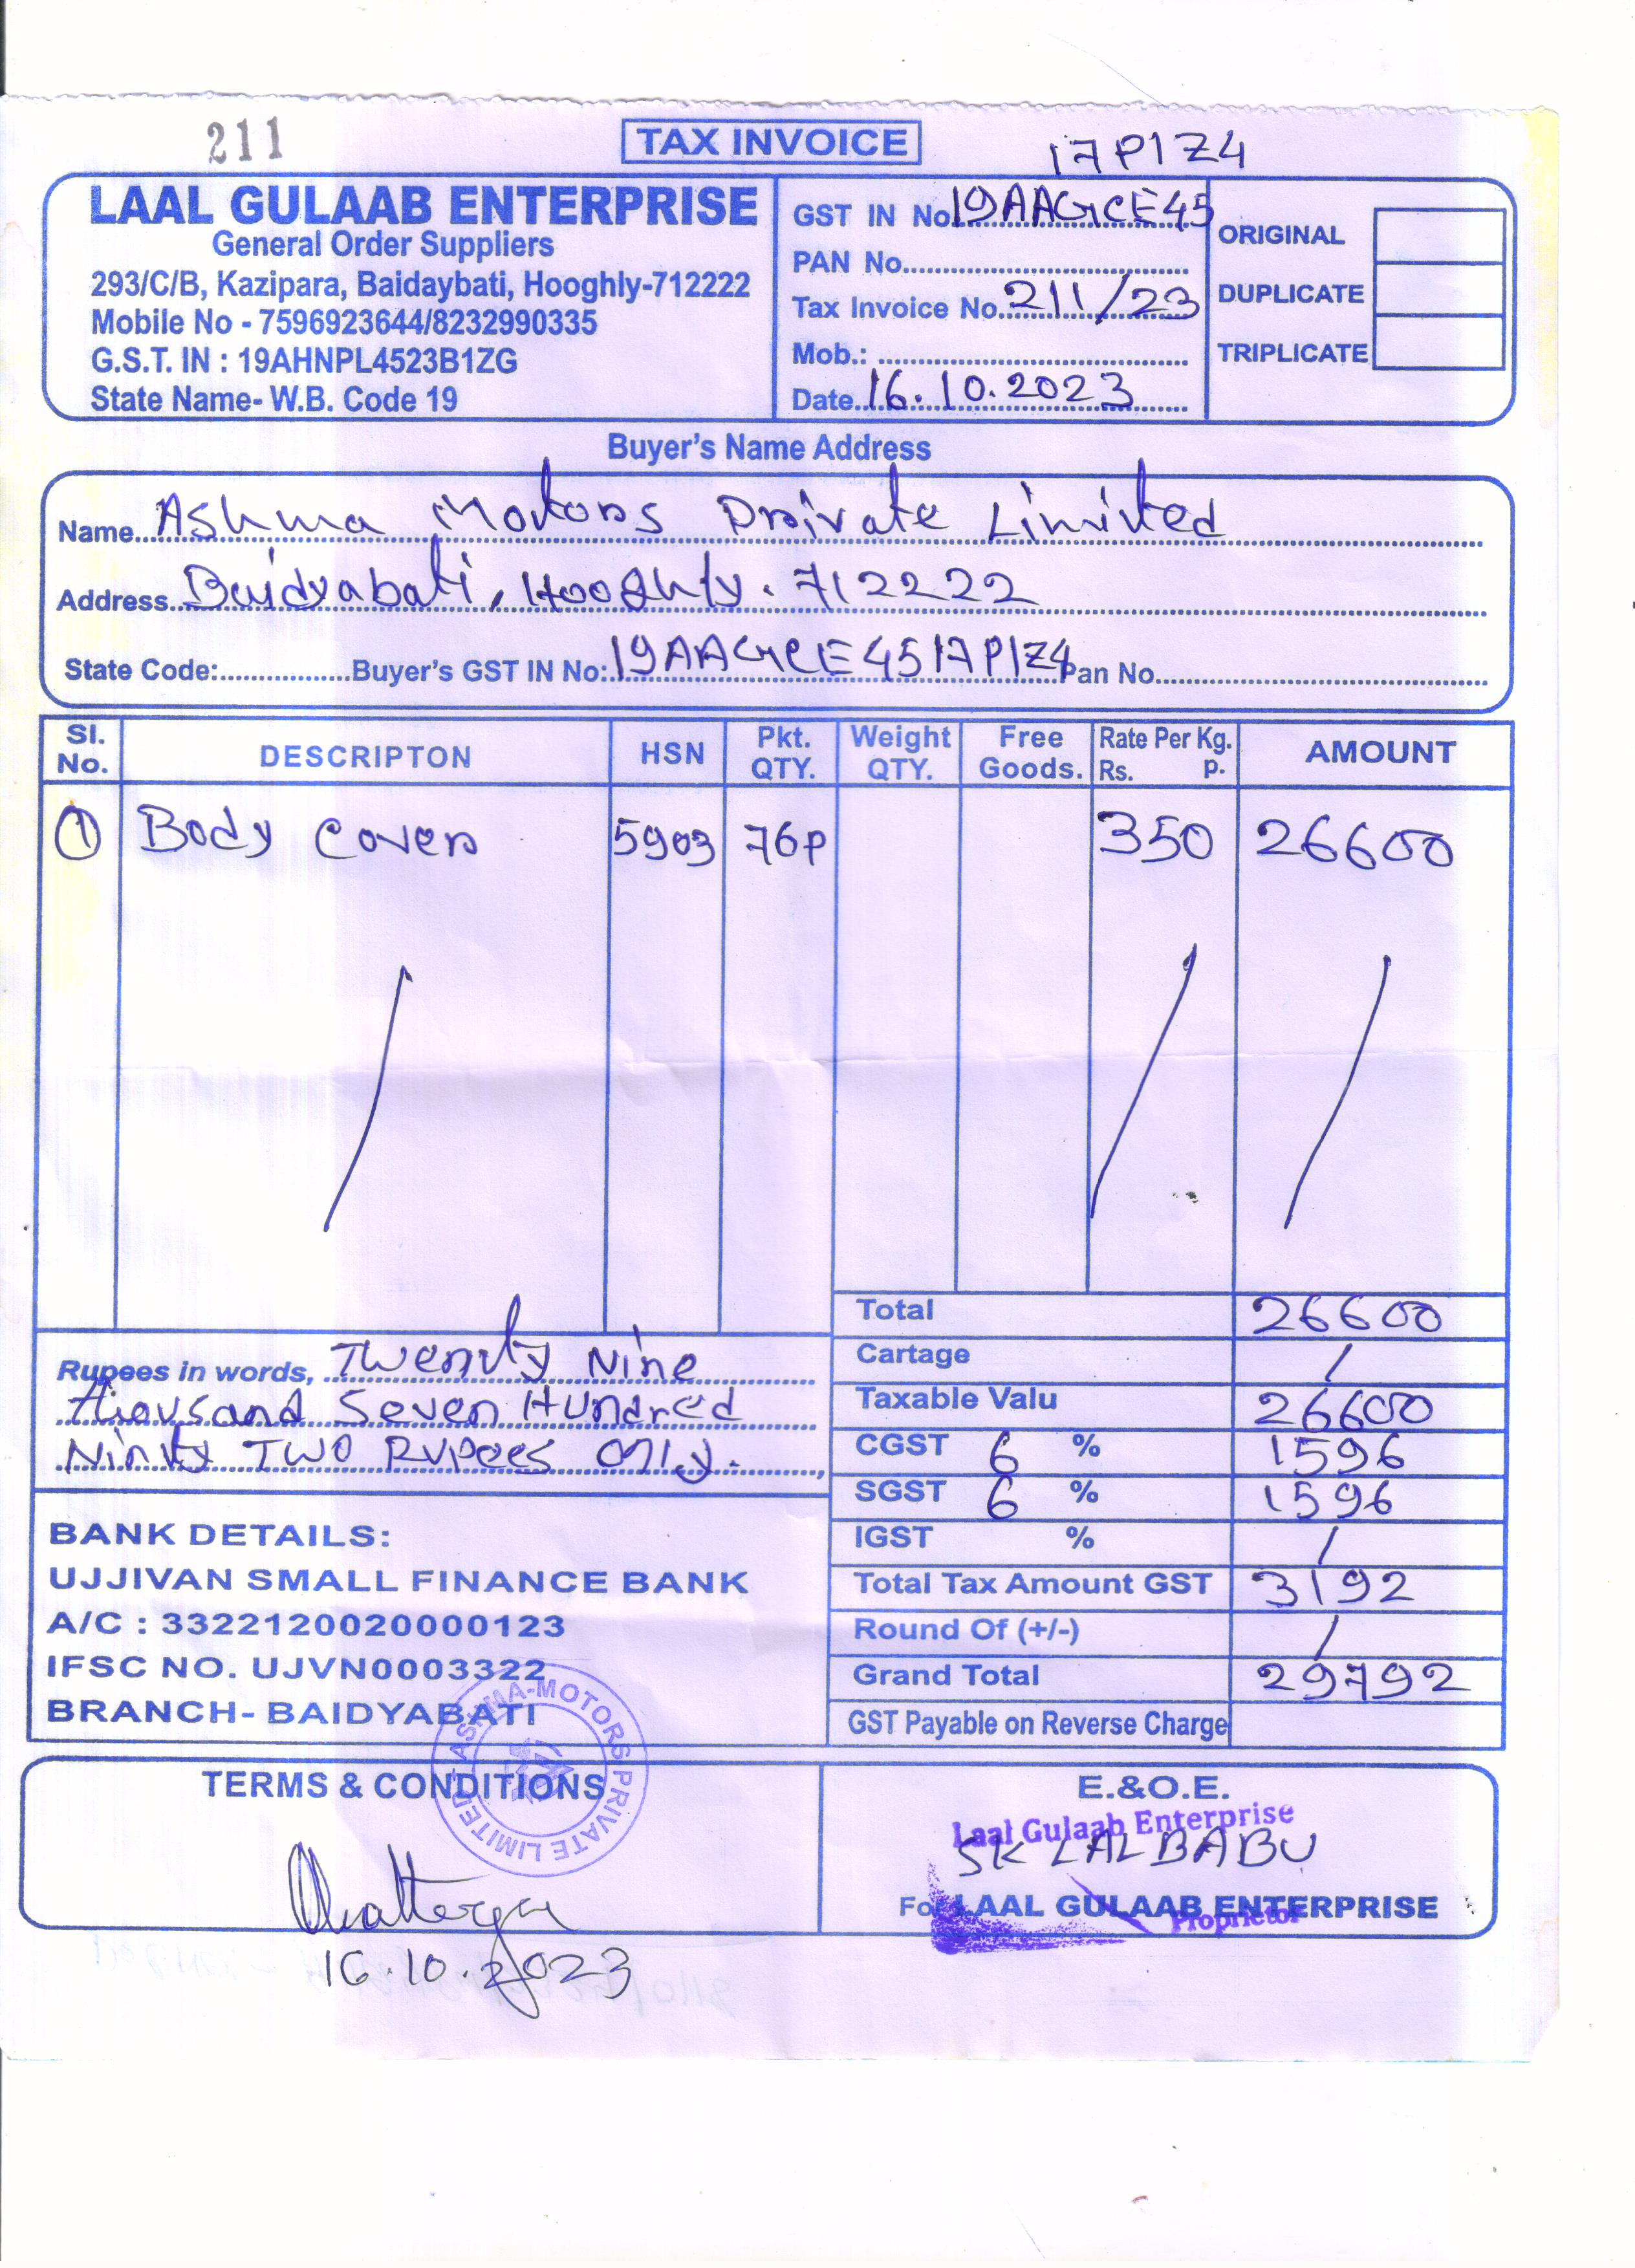 211
TAX INVOICE
17P1Z4
LAAL GULAAB ENTERPRISE
General Order Suppliers
293/C/B, Kazipara, Baidaybati, Hooghly-712222
Mobile No - 7596923644/8232990335
G.S.T. IN : 19AHNPL4523B1ZG
State Name- W.B. Code 19
GST IN No. 19AAGCE45
PAN No.
Tax Invoice No. 211/23
Mob.:
Date. 16.10.2023
ORIGINAL
DUPLICATE
TRIPLICATE
Buyer's Name Address
Name. Ashma Motors Private Limited
Address. Baidyabati, Hooghly. 712222
State Code: Buyer's GST IN No: 19AAGCE4517P1Z4 Pan No.
Sl. No. DESCRIPTON HSN Pkt. QTY. Weight QTY. Free Goods. Rate Per Kg. Rs. p. AMOUNT
1 Body Cover 5903 76P 350 26600
Total 26600
Cartage /
Taxable Valu 26600
CGST 6 % 1596
SGST 6 % 1596
IGST % /
Total Tax Amount GST 3192
Round Of (+/-) /
Grand Total 29792
GST Payable on Reverse Charge
Rupees in words, Twenty Nine
Thousand Seven Hundred
Ninty Two Rupees Only.
BANK DETAILS:
UJJIVAN SMALL FINANCE BANK
A/C : 3322120020000123
IFSC NO. UJVN0003322
BRANCH- BAIDYABATI
ASHMA-MOTORS PRIVATE LIMITED
TERMS & CONDITIONS
Chatterjee
16.10.2023
E.&O.E.
Laal Gulaab Enterprise
SK LALBABU
For LAAL GULAAB ENTERPRISE
Proprietor